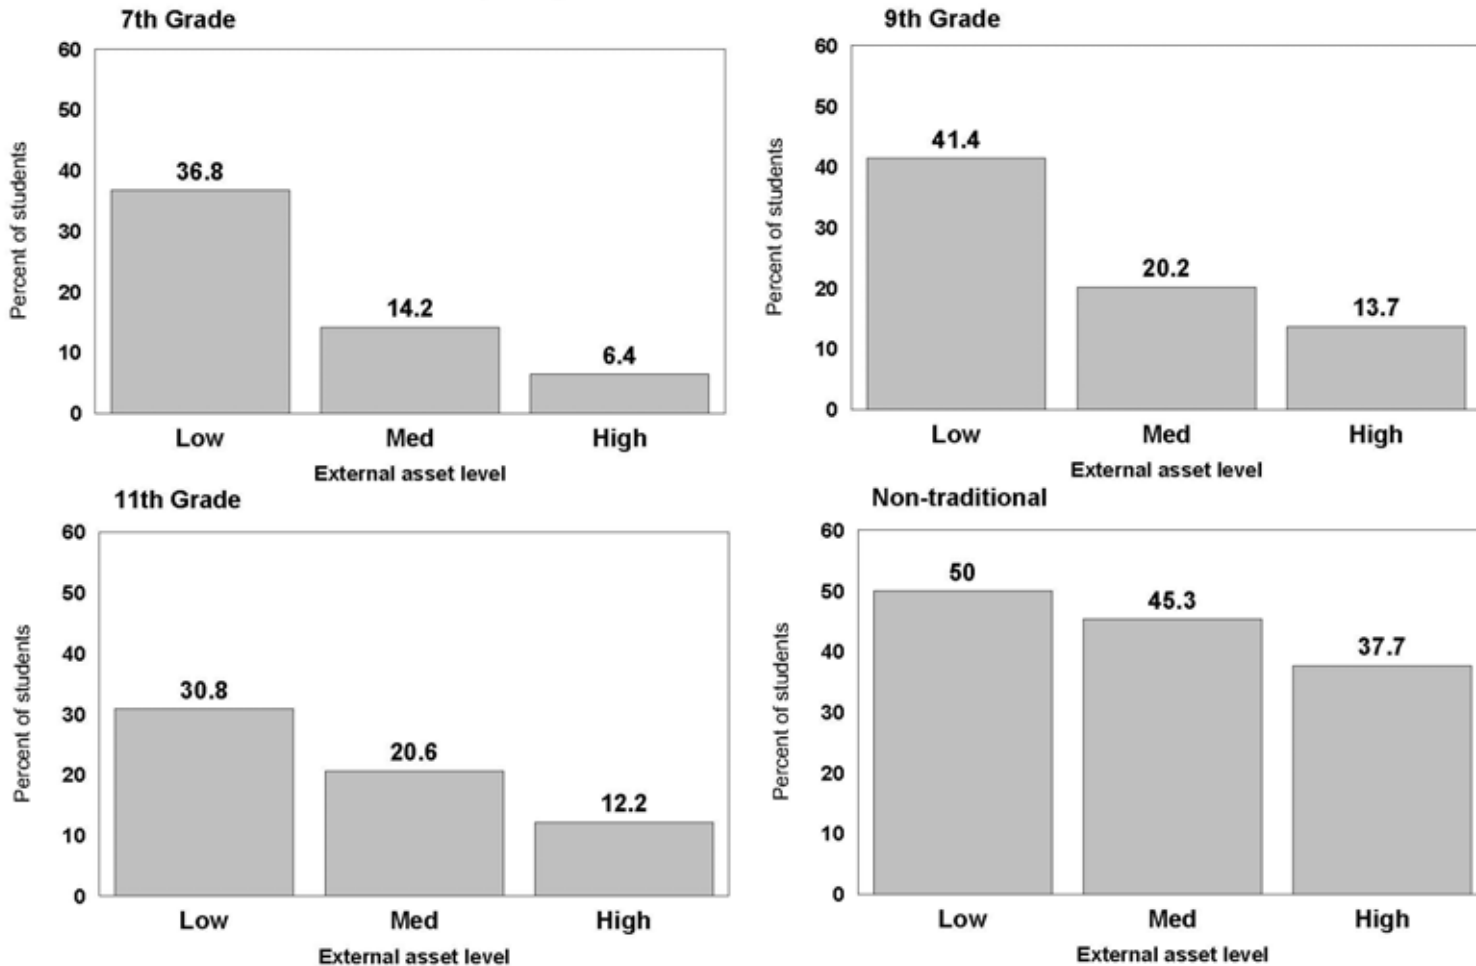 7th Grade
60
50
40
30
20
10
0
Percent of students
36.8
14.2
6.4
Low Med High
External asset level
9th Grade
60
50
40
30
20
10
0
Percent of students
41.4
20.2
13.7
Low Med High
External asset level
11th Grade
60
50
40
30
20
10
0
Percent of students
30.8
20.6
12.2
Low Med High
External asset level
Non-traditional
60
50
40
30
20
10
0
Percent of students
50
45.3
37.7
Low Med High
External asset level